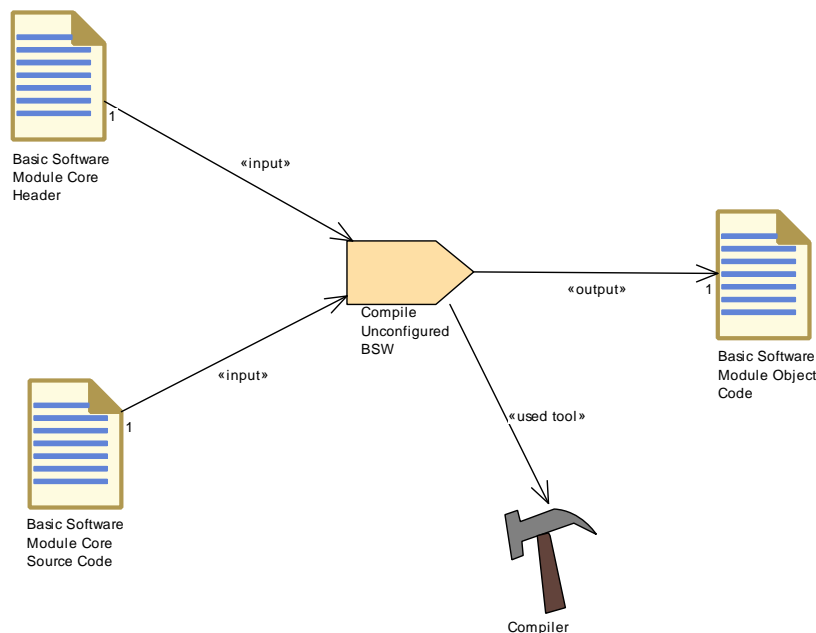 1
Basic Software
Module Core
Header
«input»
Compile
Unconfigured
BSW
«output»
1
Basic Software
Module Object
Code
«input»
1
Basic Software
Module Core
Source Code
«used tool»
Compiler